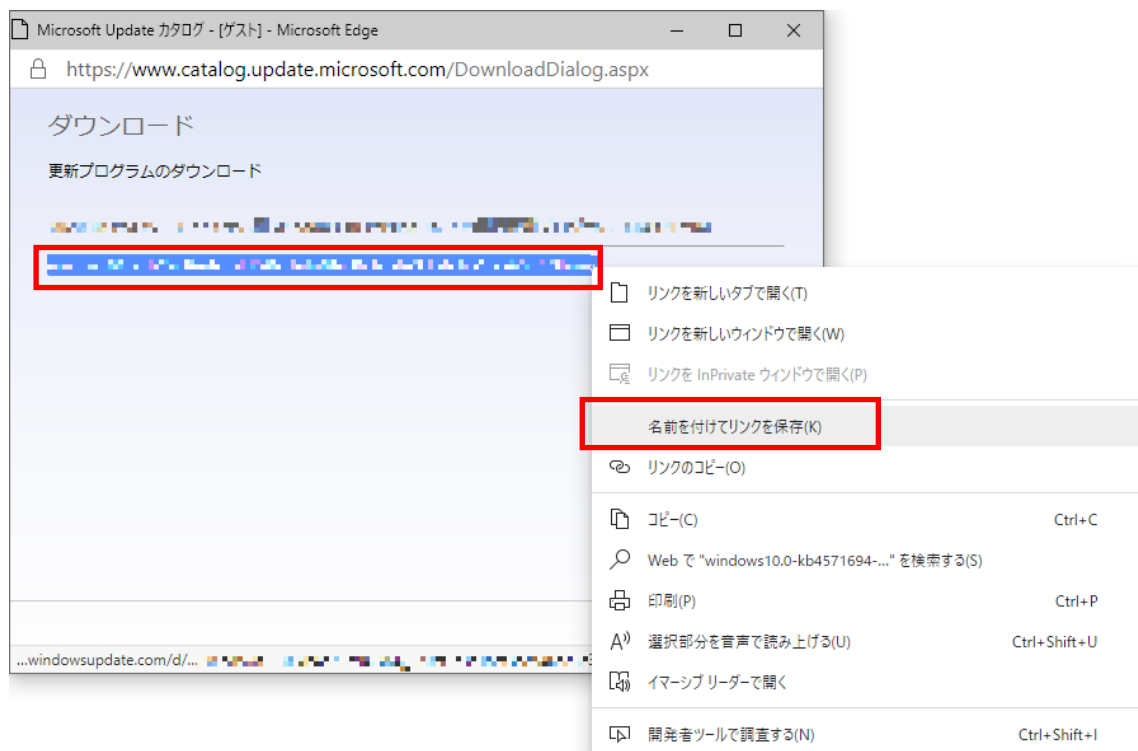 Microsoft Update カタログ - [ゲスト] - Microsoft Edge
https://www.catalog.update.microsoft.com/DownloadDialog.aspx
ダウンロード
更新プログラムのダウンロード
リンクを新しいタブで開く(T)
リンクを新しいウィンドウで開く(W)
リンクを InPrivate ウィンドウで開く(P)
名前を付けてリンクを保存(K)
リンクのコピー(O)
コピー(C) Ctrl+C
Web で "windows10.0-kb4571694-..." を検索する(S)
印刷(P) Ctrl+P
選択部分を音声で読み上げる(U) Ctrl+Shift+U
イマーシブ リーダーで開く
開発者ツールで調査する(N) Ctrl+Shift+I
...windowsupdate.com/d/...